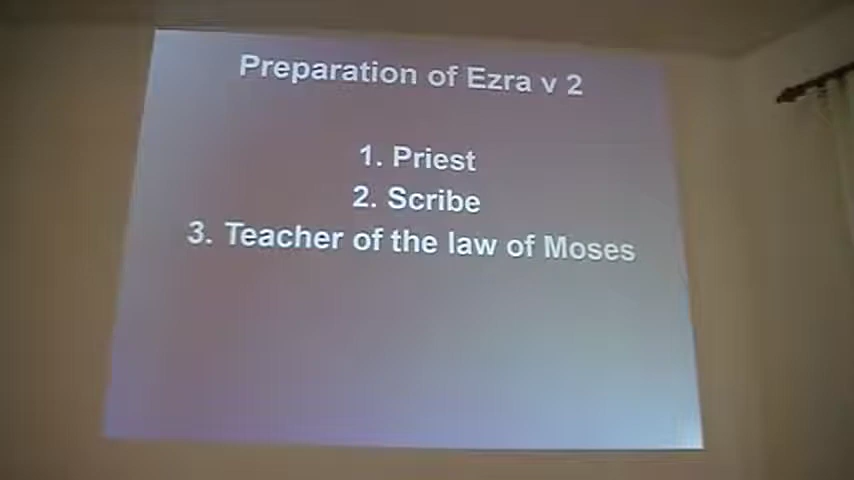 Preparation of Ezra v 2
1. Priest
2. Scribe
3. Teacher of the law of Moses